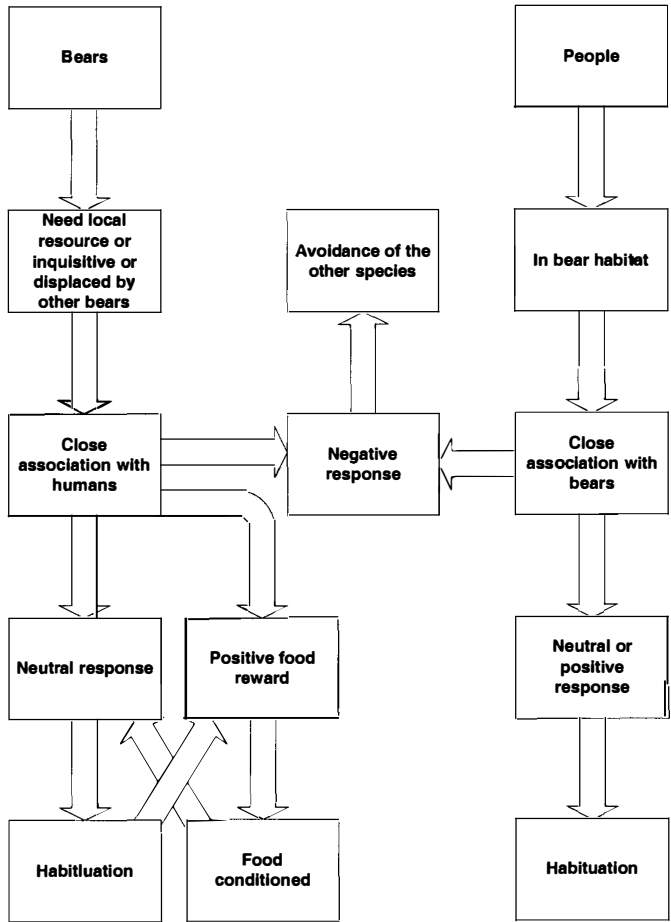 Bears
People
Need local
resource or
inquisitive or
displaced by
other bears
Avoidance of the
other species
In bear habitat
Close
association with
humans
Negative
response
Close
association with
bears
Neutral response
Positive food
reward
Neutral or
positive
response
Habitluation
Food
conditioned
Habituation